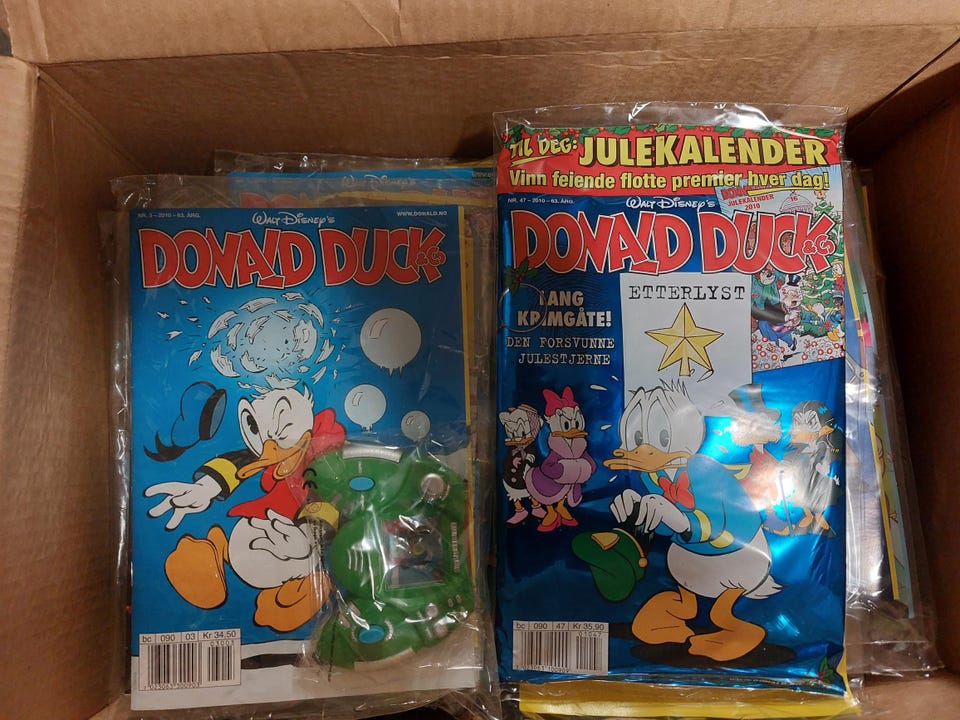 NR. 3 – 2010 – 63. ÅRG.
WWW.DONALD.NO
WALT DISNEY'S
DONALD DUCK & CO
bc 090 03 Kr 34,50
TIL DEG: JULEKALENDER
Vinn feiende flotte premier hver dag!
NR. 47 – 2010 – 63. ÅRG.
WALT DISNEY'S
JULEKALENDER
2010
16
DONALD DUCK & CO
LANG
KRIMGÅTE!
DEN FORSVUNNE
JULESTJERNE
ETTERLYST
bc 090 47 Kr 35,90
01047